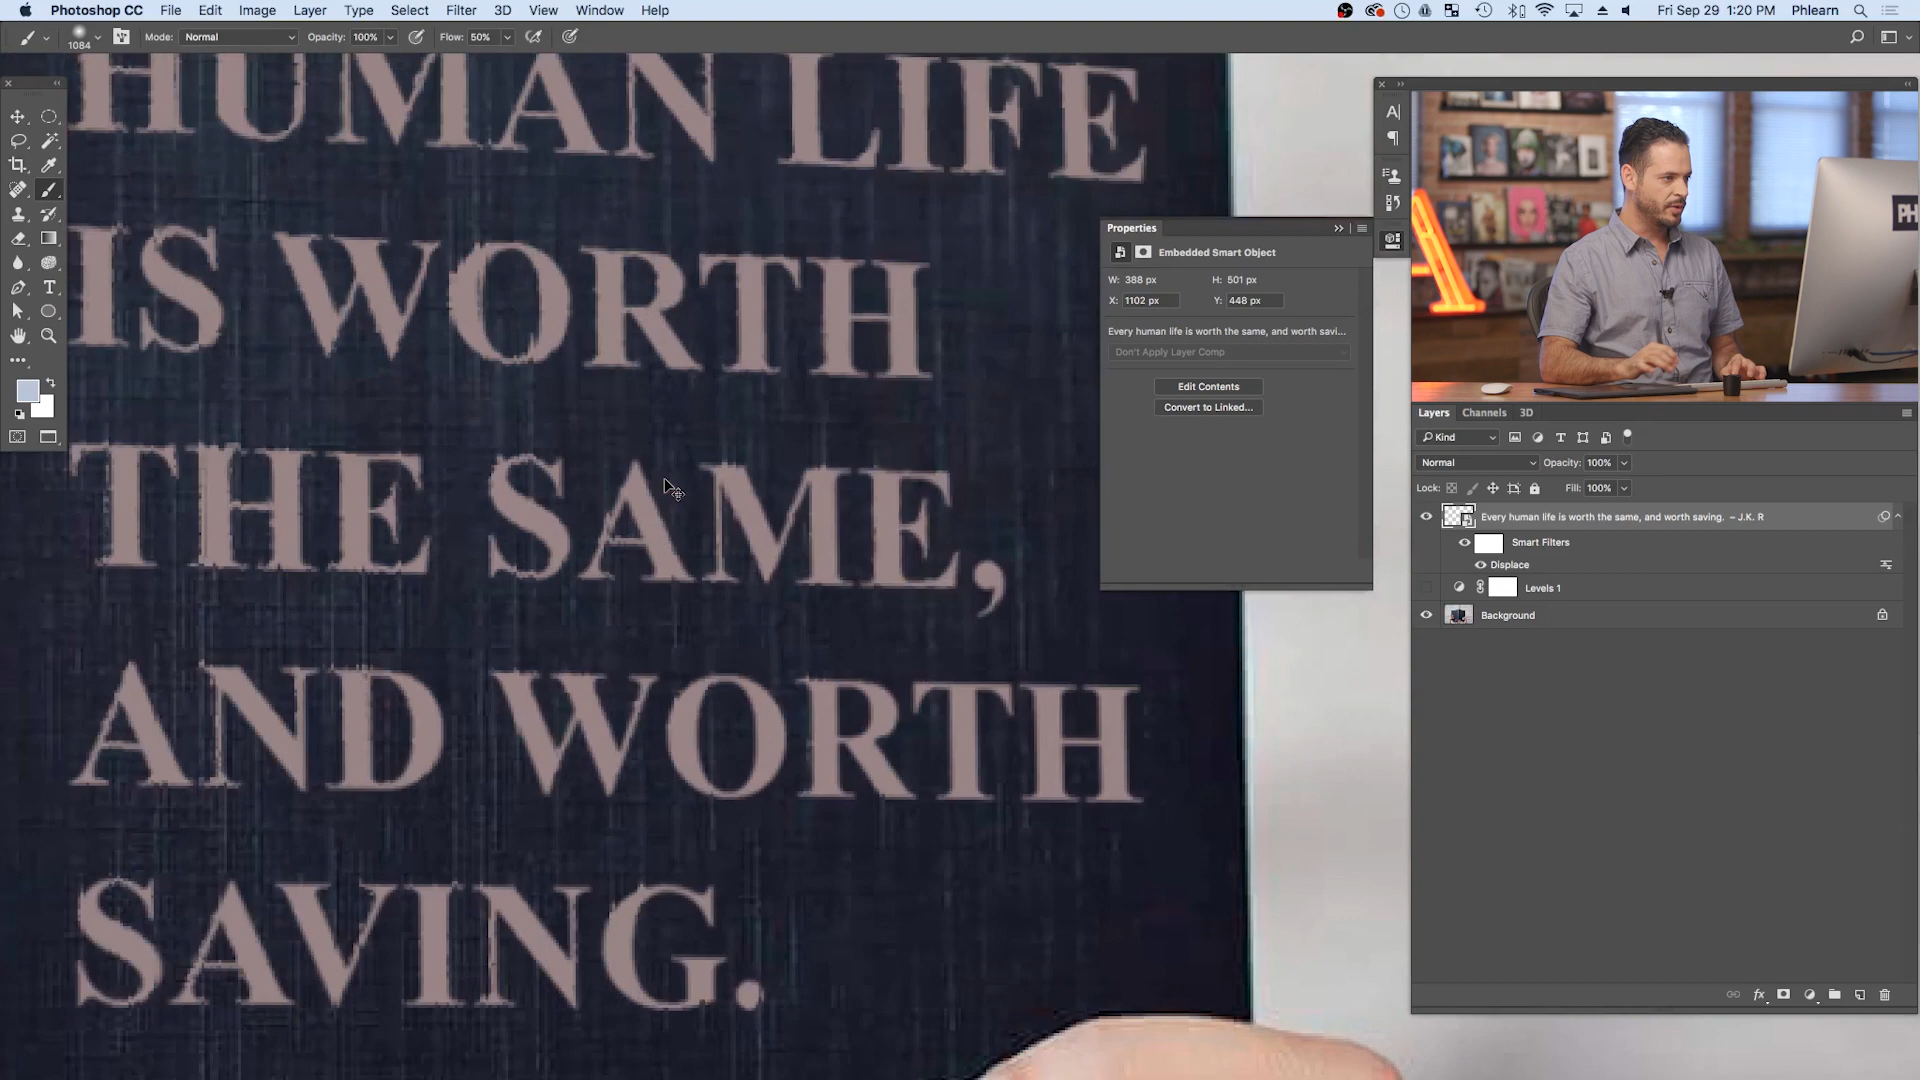 Photoshop CC File Edit Image Layer Type Select Filter 3D View Window Help Fri Sep 29 1:20 PM Phlearn
1084 Mode: Normal Opacity: 100% Flow: 50%
HUMAN LIFE
IS WORTH
THE SAME,
AND WORTH
SAVING.
Properties
Embedded Smart Object
W: 388 px H: 501 px
X: 1102 px Y: 448 px
Every human life is worth the same, and worth savi...
Don't Apply Layer Comp
Edit Contents
Convert to Linked...
PH
Layers Channels 3D
Kind
Normal Opacity: 100%
Lock: Fill: 100%
Every human life is worth the same, and worth saving. – J.K. R
Smart Filters
Displace
Levels 1
Background
fx